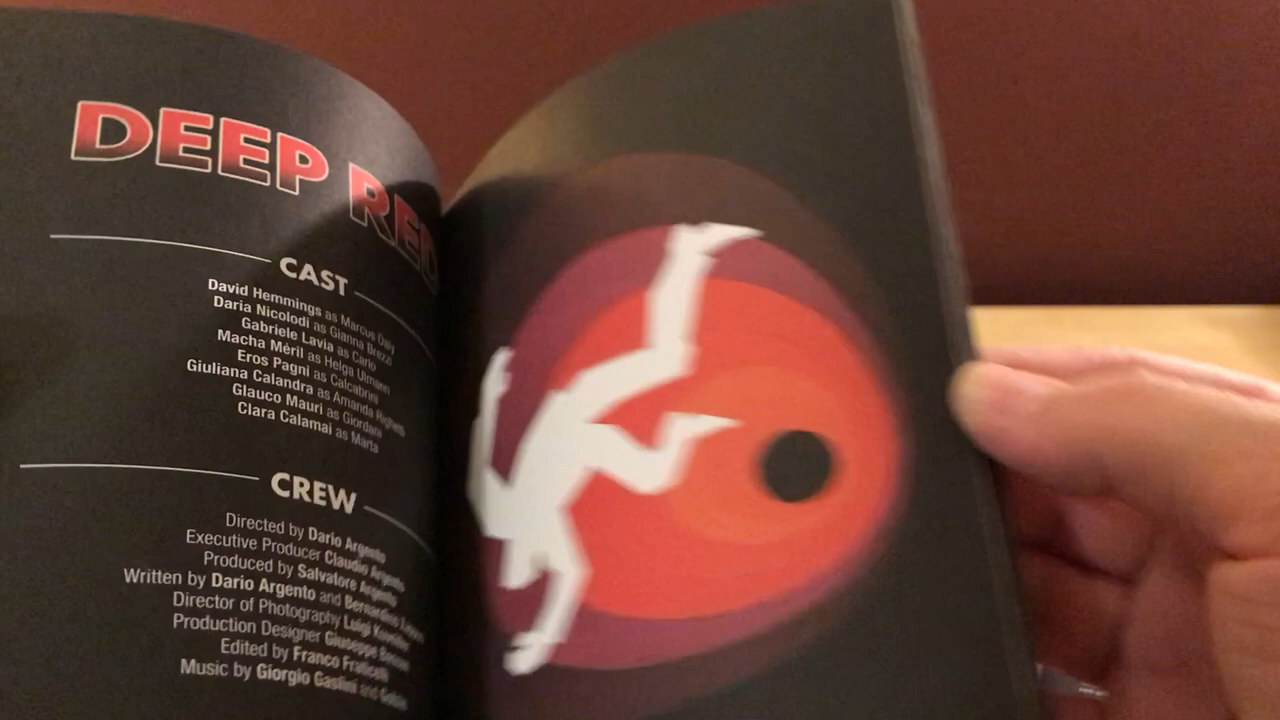 DEEP RED
CAST
David Hemmings as Marcus Daly
Daria Nicolodi as Gianna Brezzi
Gabriele Lavia as Carlo
Macha Méril as Helga Ulmann
Eros Pagni as Calcabrini
Giuliana Calandra as Amanda Righetti
Glauco Mauri as Giordani
Clara Calamai as Marta
CREW
Directed by Dario Argento
Executive Producer Claudio Argento
Produced by Salvatore Argento
Written by Dario Argento and Bernardino
Director of Photography Luigi
Production Designer Giuseppe
Edited by Franco Fraticelli
Music by Giorgio Gaslini and Goblin